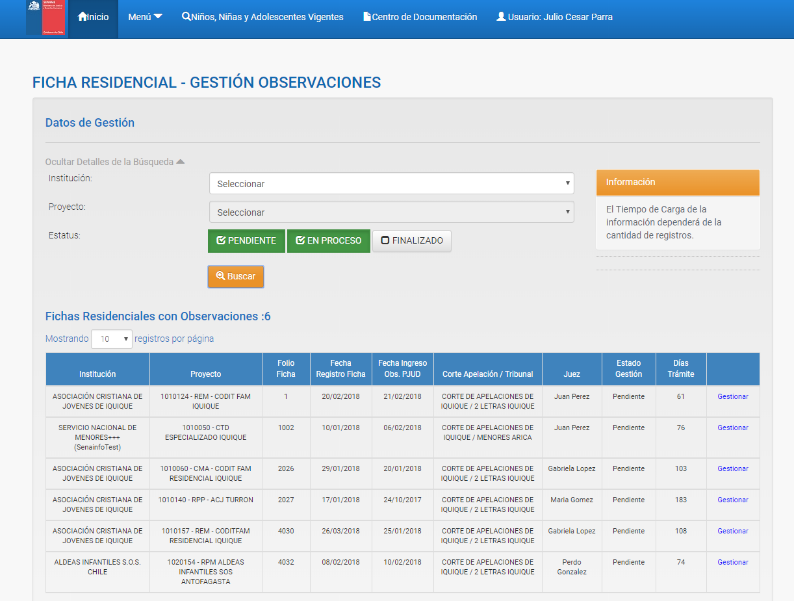 Inicio
Menú
Niños, Niñas y Adolescentes Vigentes
Centro de Documentación
Usuario: Julio Cesar Parra
FICHA RESIDENCIAL - GESTIÓN OBSERVACIONES
Datos de Gestión
Ocultar Detalles de la Búsqueda
Institución:
Seleccionar
Proyecto:
Seleccionar
Estatus:
PENDIENTE
EN PROCESO
FINALIZADO
Buscar
Información
El Tiempo de Carga de la
información dependerá de la
cantidad de registros.
Fichas Residenciales con Observaciones :6
Mostrando 10 registros por página
Institución
Proyecto
Folio
Ficha
Fecha
Registro Ficha
Fecha Ingreso
Obs. PJUD
Corte Apelación / Tribunal
Juez
Estado
Gestión
Días
Trámite
ASOCIACIÓN CRISTIANA DE
JOVENES DE IQUIQUE
1010124 - REM - CODIT FAM
IQUIQUE
1
20/02/2018
21/02/2018
CORTE DE APELACIONES DE
IQUIQUE / 2 LETRAS IQUIQUE
Juan Perez
Pendiente
61
Gestionar
SERVICIO NACIONAL DE
MENORES+++
(SenainfoTest)
1010050 - CTD
ESPECIALIZADO IQUIQUE
1002
10/01/2018
06/02/2018
CORTE DE APELACIONES DE
IQUIQUE / MENORES ARICA
Juan Perez
Pendiente
76
Gestionar
ASOCIACIÓN CRISTIANA DE
JOVENES DE IQUIQUE
1010060 - CMA - CODIT FAM
RESIDENCIAL IQUIQUE
2026
29/01/2018
20/01/2018
CORTE DE APELACIONES DE
IQUIQUE / 2 LETRAS IQUIQUE
Gabriela Lopez
Pendiente
103
Gestionar
ASOCIACIÓN CRISTIANA DE
JOVENES DE IQUIQUE
1010140 - RPP - ACJ TURRON
2027
17/01/2018
24/10/2017
CORTE DE APELACIONES DE
IQUIQUE / 2 LETRAS IQUIQUE
Maria Gomez
Pendiente
183
Gestionar
ASOCIACIÓN CRISTIANA DE
JOVENES DE IQUIQUE
1010157 - REM - CODITFAM
RESIDENCIAL IQUIQUE
4030
26/03/2018
25/01/2018
CORTE DE APELACIONES DE
IQUIQUE / 2 LETRAS IQUIQUE
Gabriela Lopez
Pendiente
108
Gestionar
ALDEAS INFANTILES S.O.S.
CHILE
1020154 - RPM ALDEAS
INFANTILES SOS
ANTOFAGASTA
4032
08/02/2018
10/02/2018
CORTE DE APELACIONES DE
IQUIQUE / 2 LETRAS IQUIQUE
Perdo
Gonzalez
Pendiente
74
Gestionar